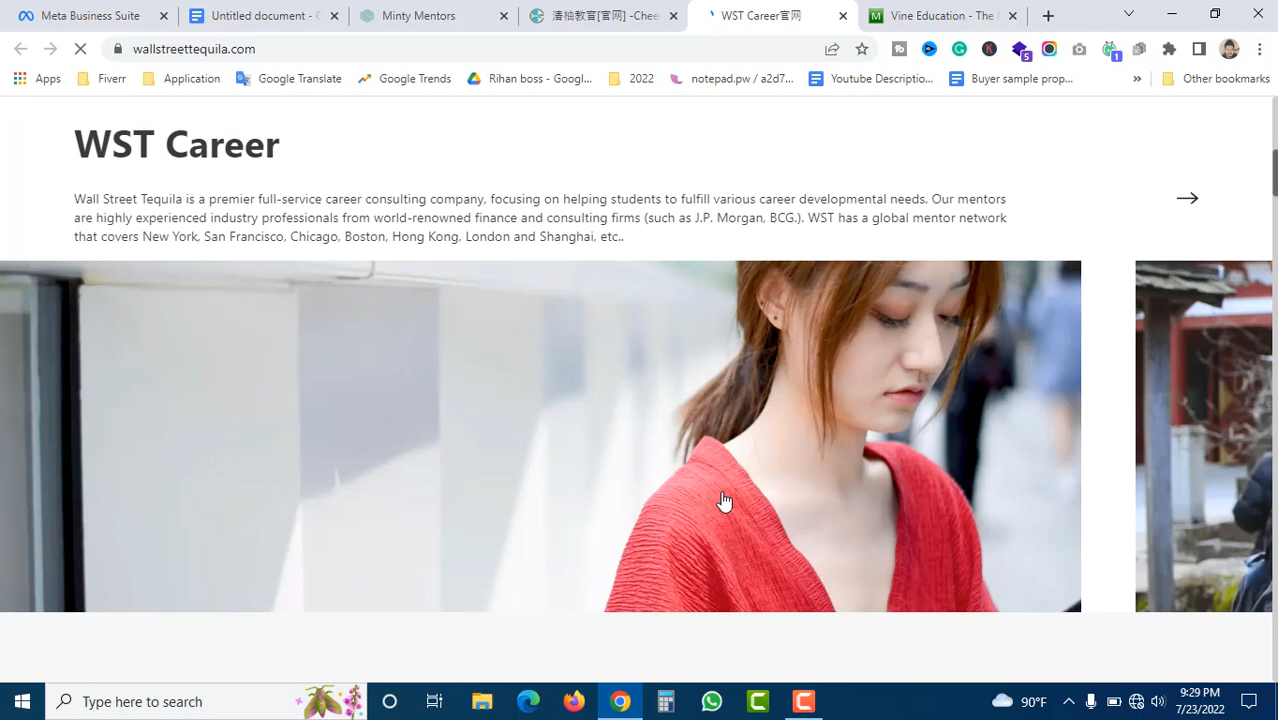 Meta Business Suite
Untitled document - G
Minty Mentors
[官网] -Chee
WST Career官网
Vine Education - The
wallstreettequila.com
Apps
Fiverr
Application
Google Translate
Google Trends
Rihan boss - Googl...
2022
notepad.pw / a2d7...
Youtube Descriptio...
Buyer sample prop...
»
Other bookmarks
WST Career
Wall Street Tequila is a premier full-service career consulting company, focusing on helping students to fulfill various career developmental needs. Our mentors
are highly experienced industry professionals from world-renowned finance and consulting firms (such as J.P. Morgan, BCG.). WST has a global mentor network
that covers New York, San Francisco, Chicago, Boston, Hong Kong, London and Shanghai, etc..
Type here to search
90°F
9:29 PM
7/23/2022